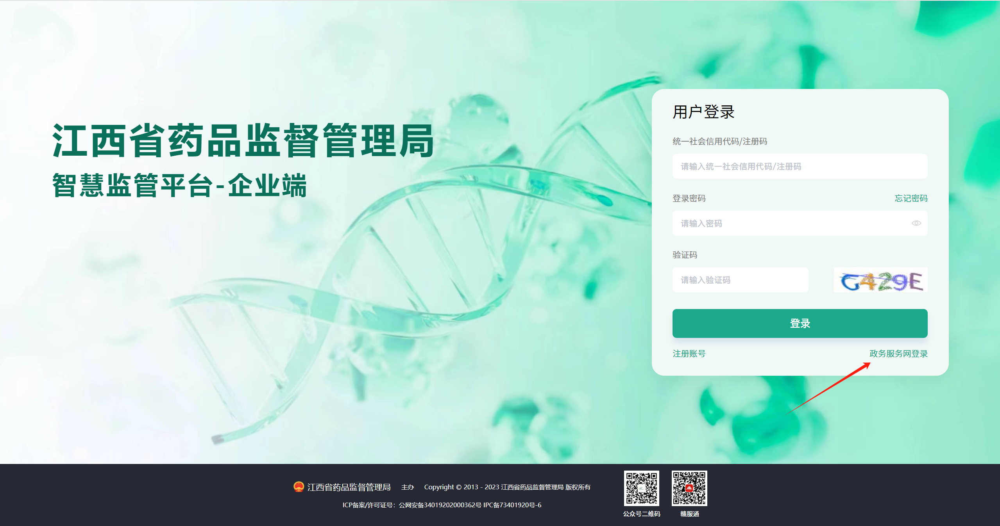 江西省药品监督管理局
智慧监管平台-企业端
用户登录
统一社会信用代码/注册码
请输入统一社会信用代码/注册码
登录密码 忘记密码
请输入密码
验证码
请输入验证码 G429E
登录
注册账号 政务服务网登录
江西省药品监督管理局 主办 Copyright © 2013 - 2023 江西省药品监督管理局 版权所有
ICP备案/许可证号：公网安备34019202000362号 IPC备73401920号-6
公众号二维码 赣服通